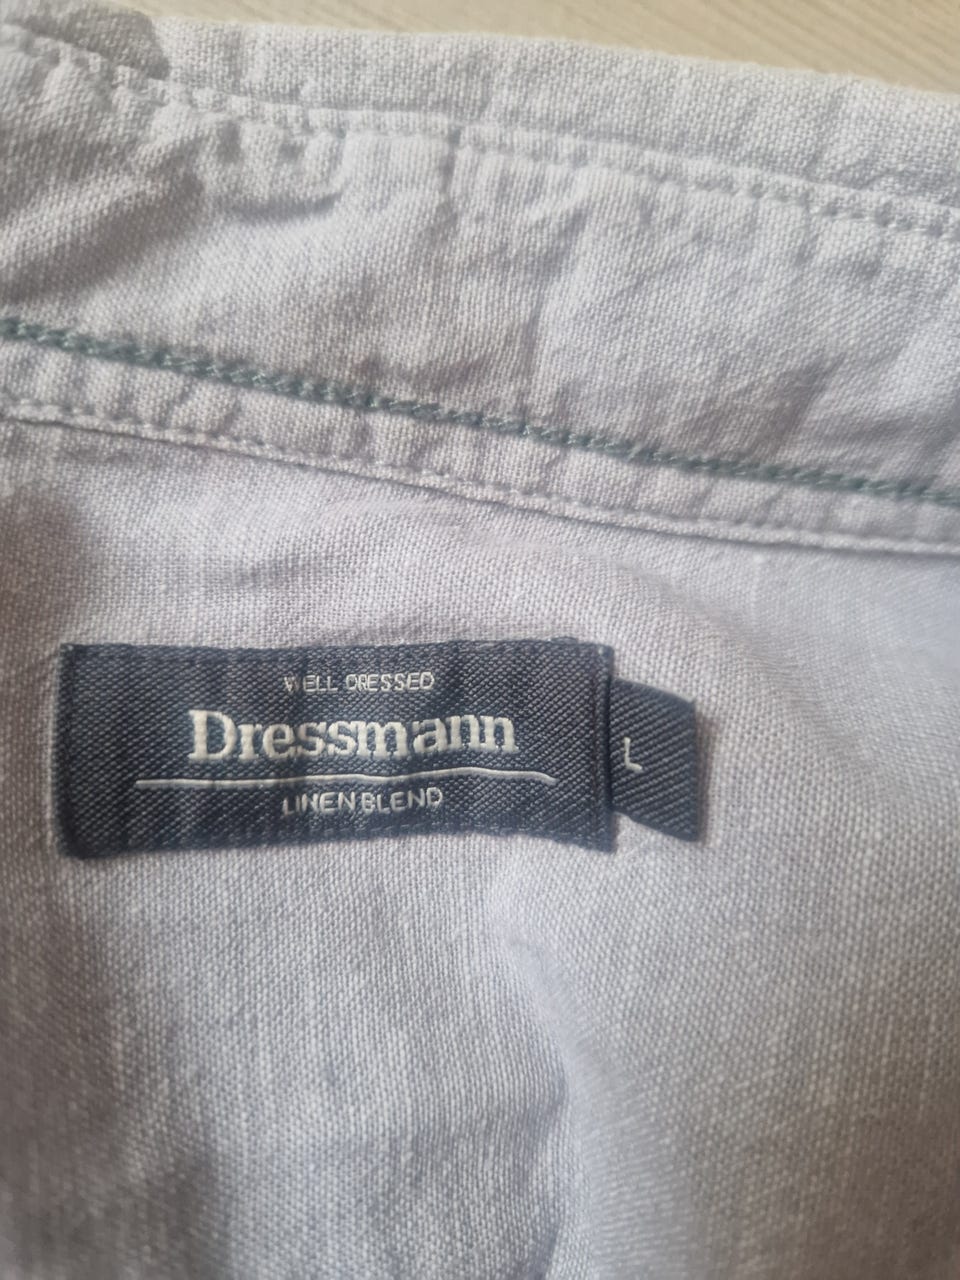 WELL DRESSED
Dressmann
LINEN BLEND
L